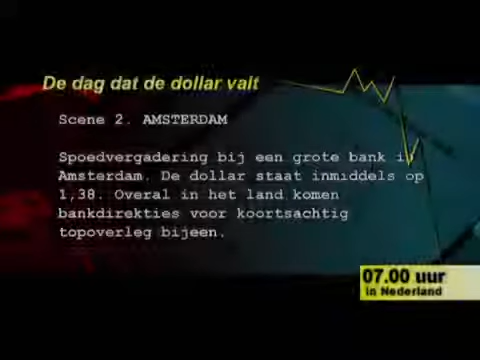 De dag dat de dollar valt
Scene 2. AMSTERDAM
Spoedvergadering bij een grote bank in
Amsterdam. De dollar staat inmiddels op
1,38. Overal in het land komen
bankdirekties voor koortsachtig
topoverleg bijeen.
07.00 uur
in Nederland